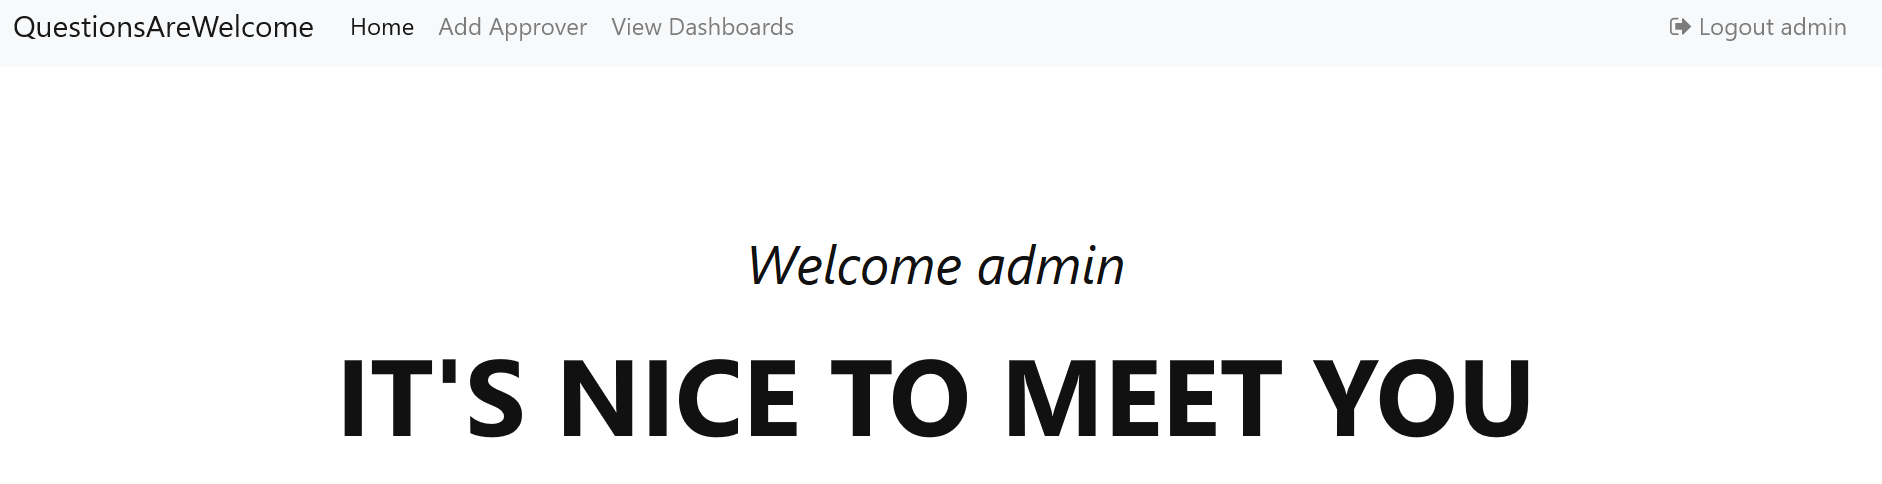 QuestionsAreWelcome Home Add Approver View Dashboards Logout admin
Welcome admin
IT'S NICE TO MEET YOU